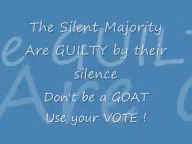 The Silent Majority
Are GUILTY by their
silence
Don't be a GOAT
Use your VOTE !